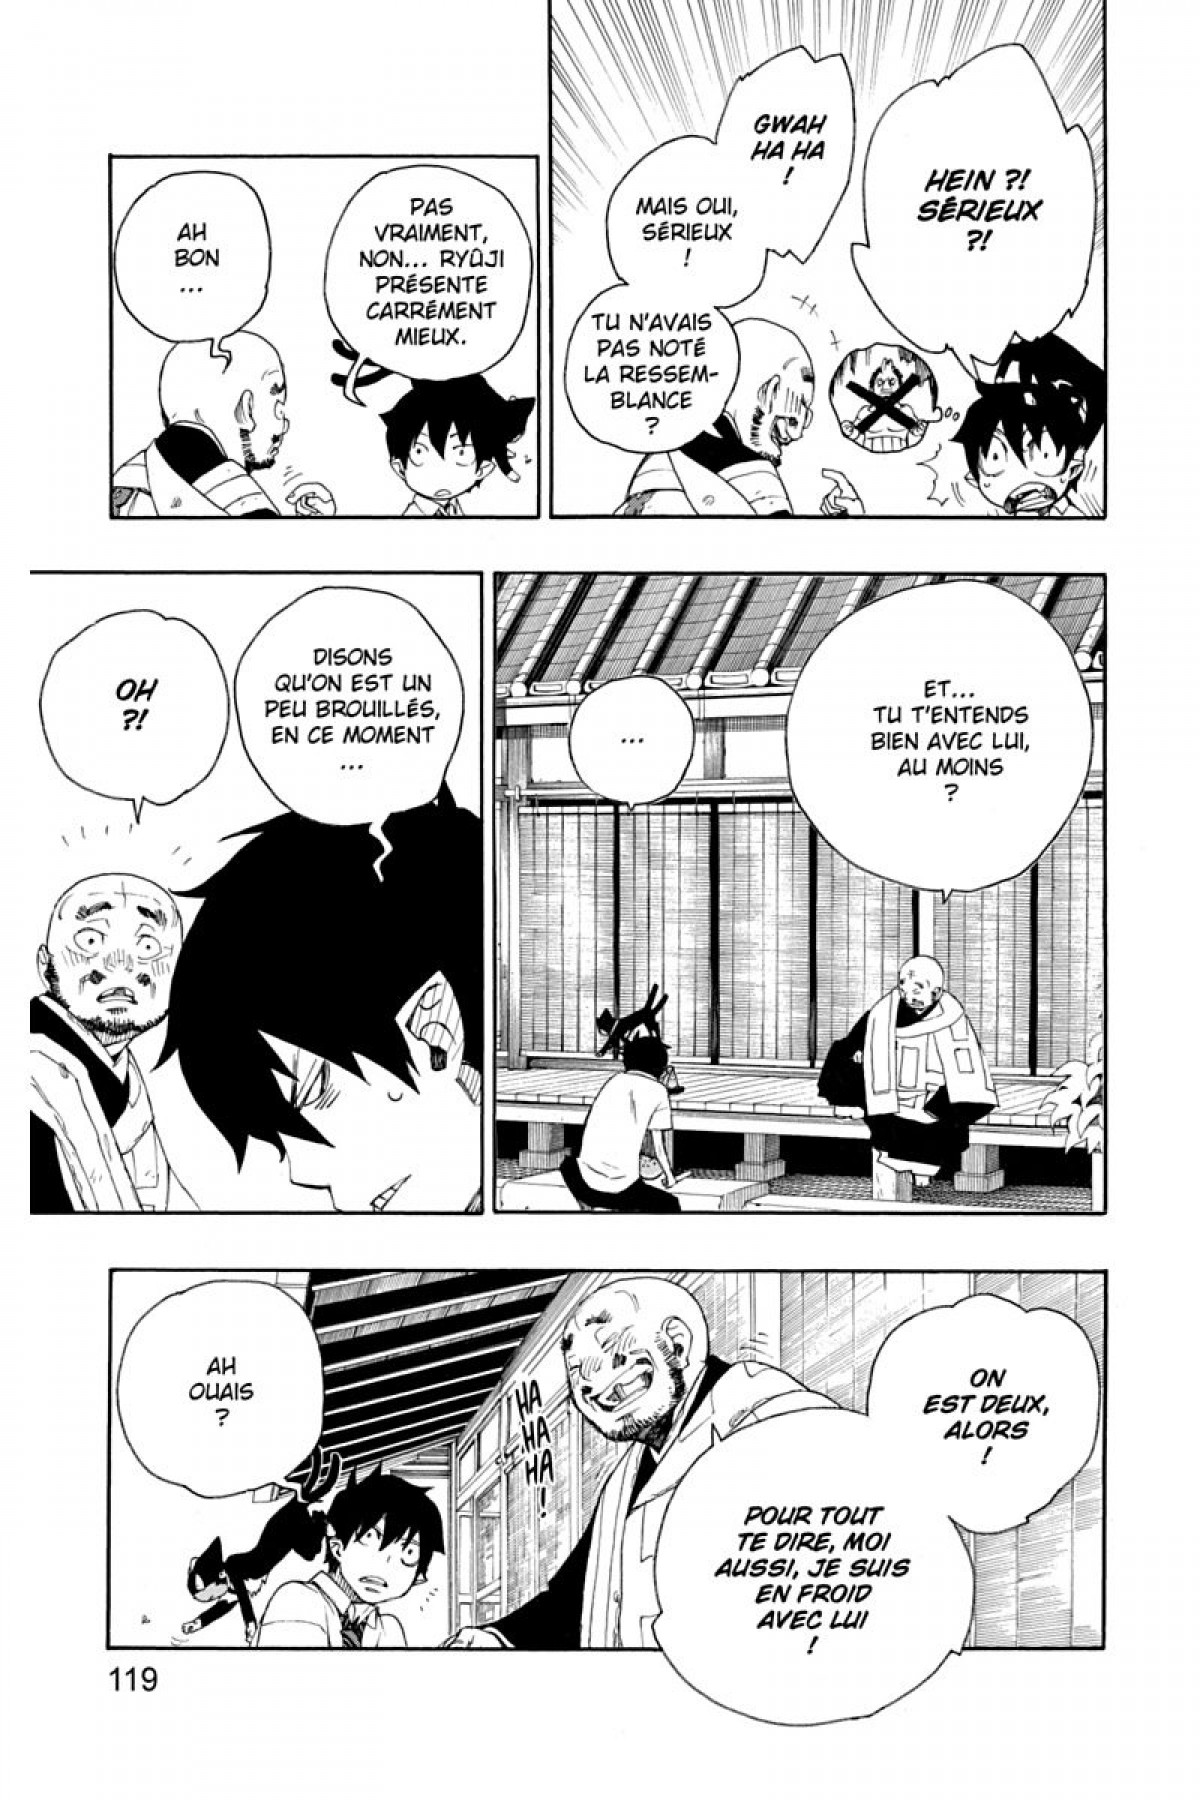 HEIN ?!
SÉRIEUX
?!
GWAH
HA HA
!
MAIS OUI,
SÉRIEUX
!
TU N'AVAIS
PAS NOTÉ
LA RESSEM-
BLANCE
?
PAS
VRAIMENT,
NON... RYÛJI
PRÉSENTE
CARRÉMENT
MIEUX.
AH
BON
...
ET...
TU T'ENTENDS
BIEN AVEC LUI,
AU MOINS
?
...
DISONS
QU'ON EST UN
PEU BROUILLÉS,
EN CE MOMENT
...
OH
?!
ON
EST DEUX,
ALORS
!
POUR TOUT
TE DIRE, MOI
AUSSI, JE SUIS
EN FROID
AVEC LUI
!
HA
HA
HA !
AH
OUAIS
?
119